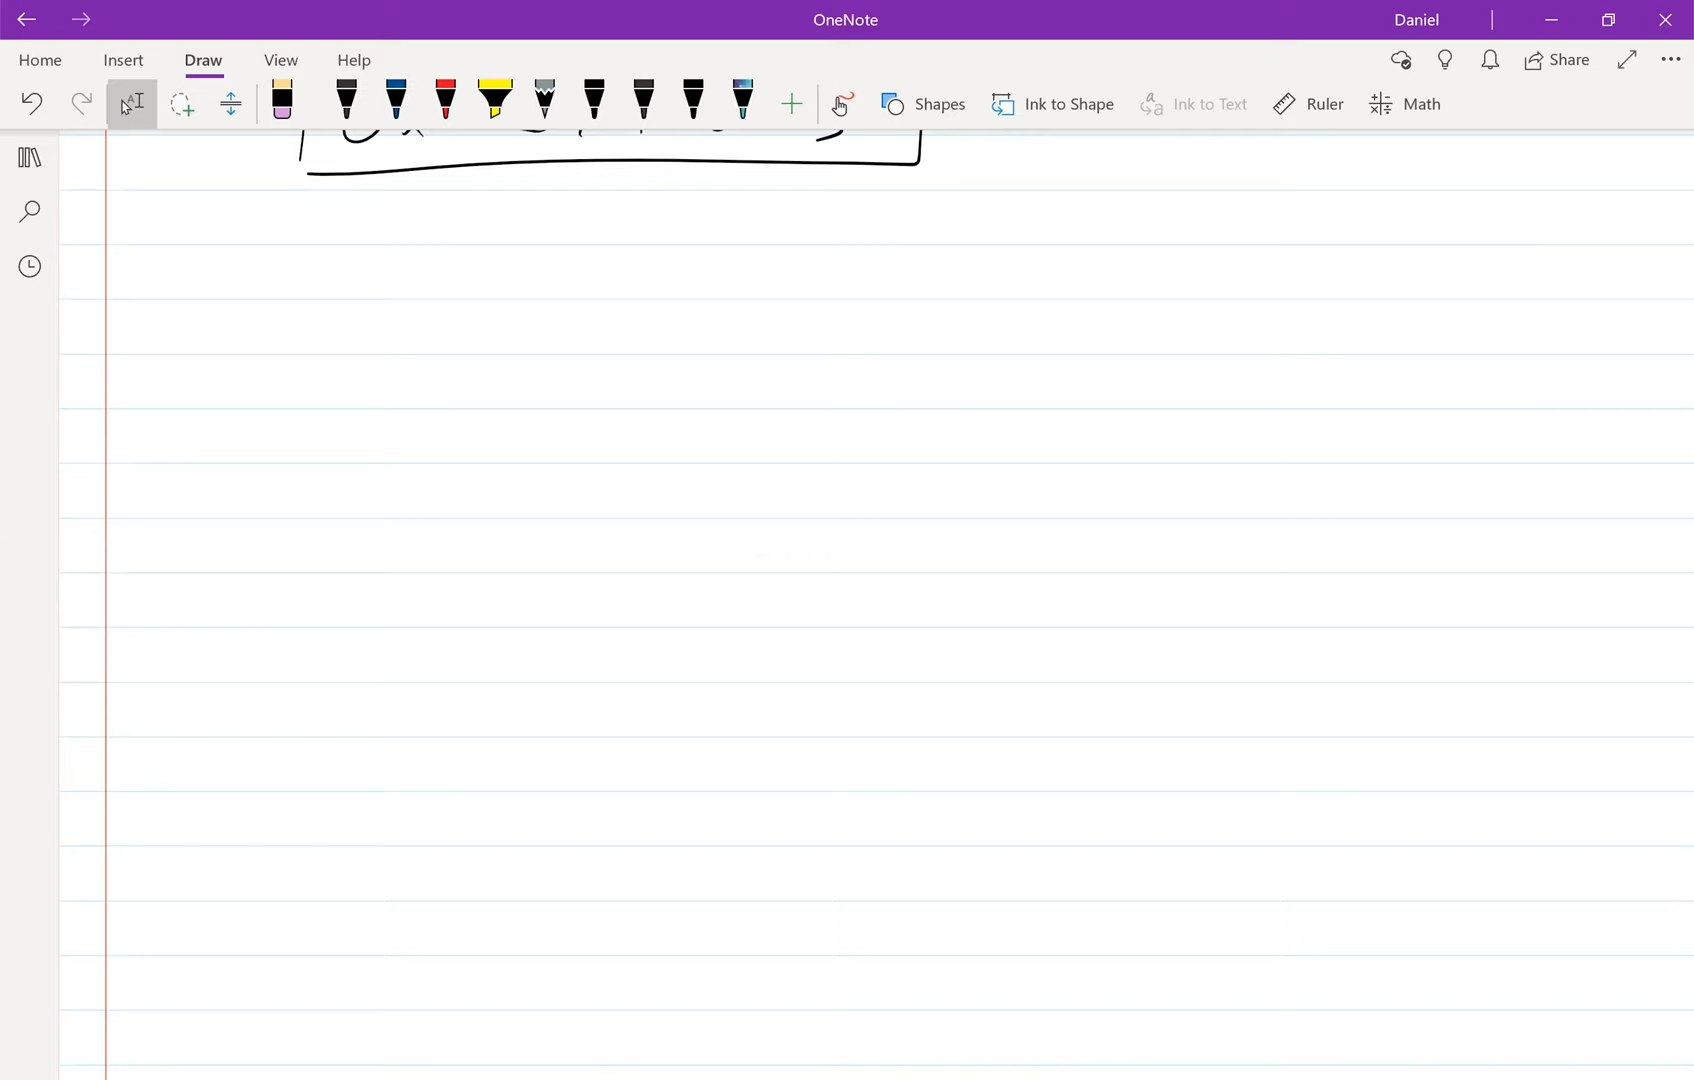 OneNote
Daniel
Home Insert Draw View Help
Share
Shapes Ink to Shape Ink to Text Ruler Math